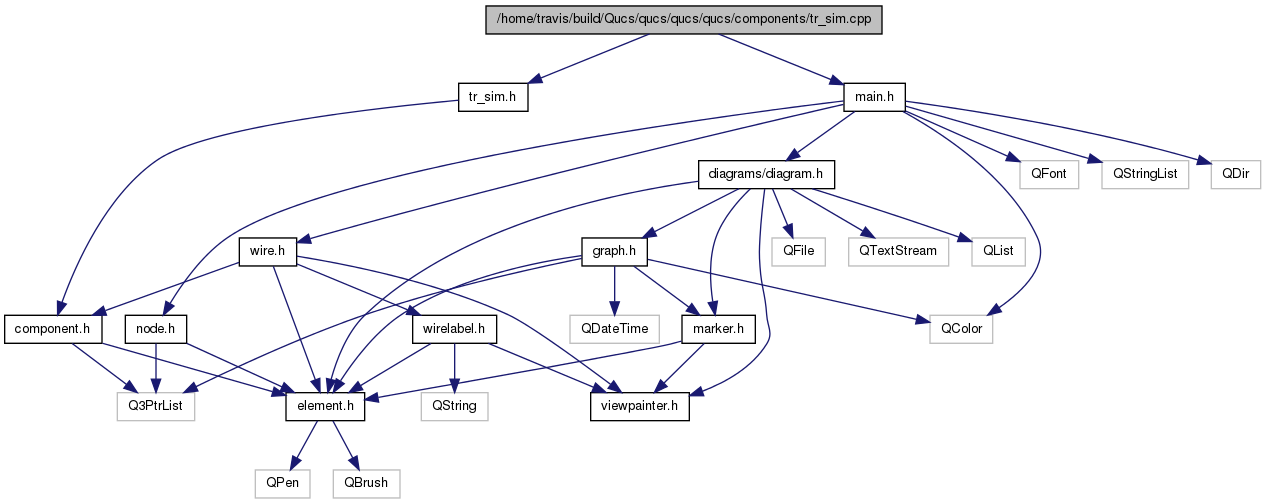 /home/travis/build/Qucs/qucs/qucs/qucs/components/tr_sim.cpp
tr_sim.h
main.h
diagrams/diagram.h
QFont
QStringList
QDir
wire.h
graph.h
QFile
QTextStream
QList
component.h
node.h
wirelabel.h
QDateTime
marker.h
QColor
Q3PtrList
element.h
QString
viewpainter.h
QPen
QBrush